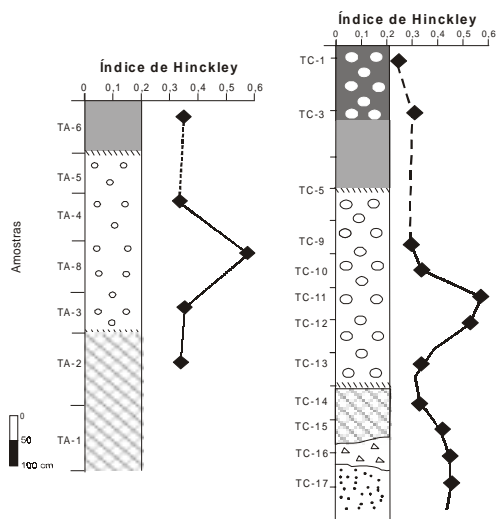 Índice de Hinckley
0 0,1 0,2 0,3 0,4 0,5 0,6
TA-6
TA-5
TA-4
TA-8
TA-3
TA-2
TA-1
Amostras
0
50
100 cm
Índice de Hinckley
0 0,1 0,2 0,3 0,4 0,5 0,6
TC-1
TC-3
TC-5
TC-9
TC-10
TC-11
TC-12
TC-13
TC-14
TC-15
TC-16
TC-17